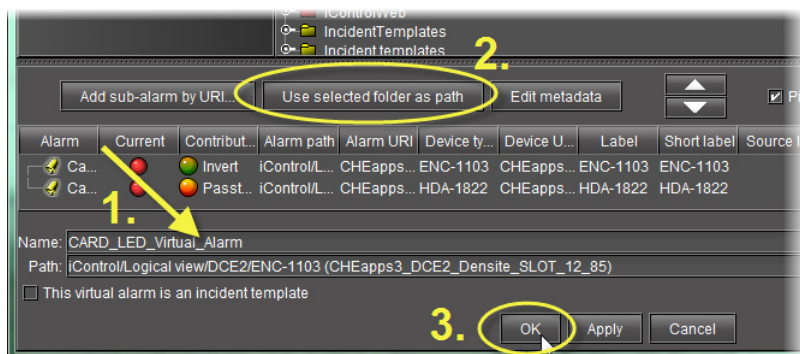 iControlWeb
IncidentTemplates
Incident templates
2.
Add sub-alarm by URI... Use selected folder as path Edit metadata
Alarm Current Contribut... Alarm path Alarm URI Device ty... Device U... Label Short label Source
Ca... Invert iControl/L... CHEapps... ENC-1103 CHEapps... ENC-1103 ENC-1103
Ca... Passt... iControl/L... CHEapps... HDA-1822 CHEapps... HDA-1822 HDA-1822
1.
Name: CARD_LED_Virtual_Alarm
Path: iControl/Logical view/DCE2/ENC-1103 (CHEapps3_DCE2_Densite_SLOT_12_85)
This virtual alarm is an incident template
3. OK Apply Cancel